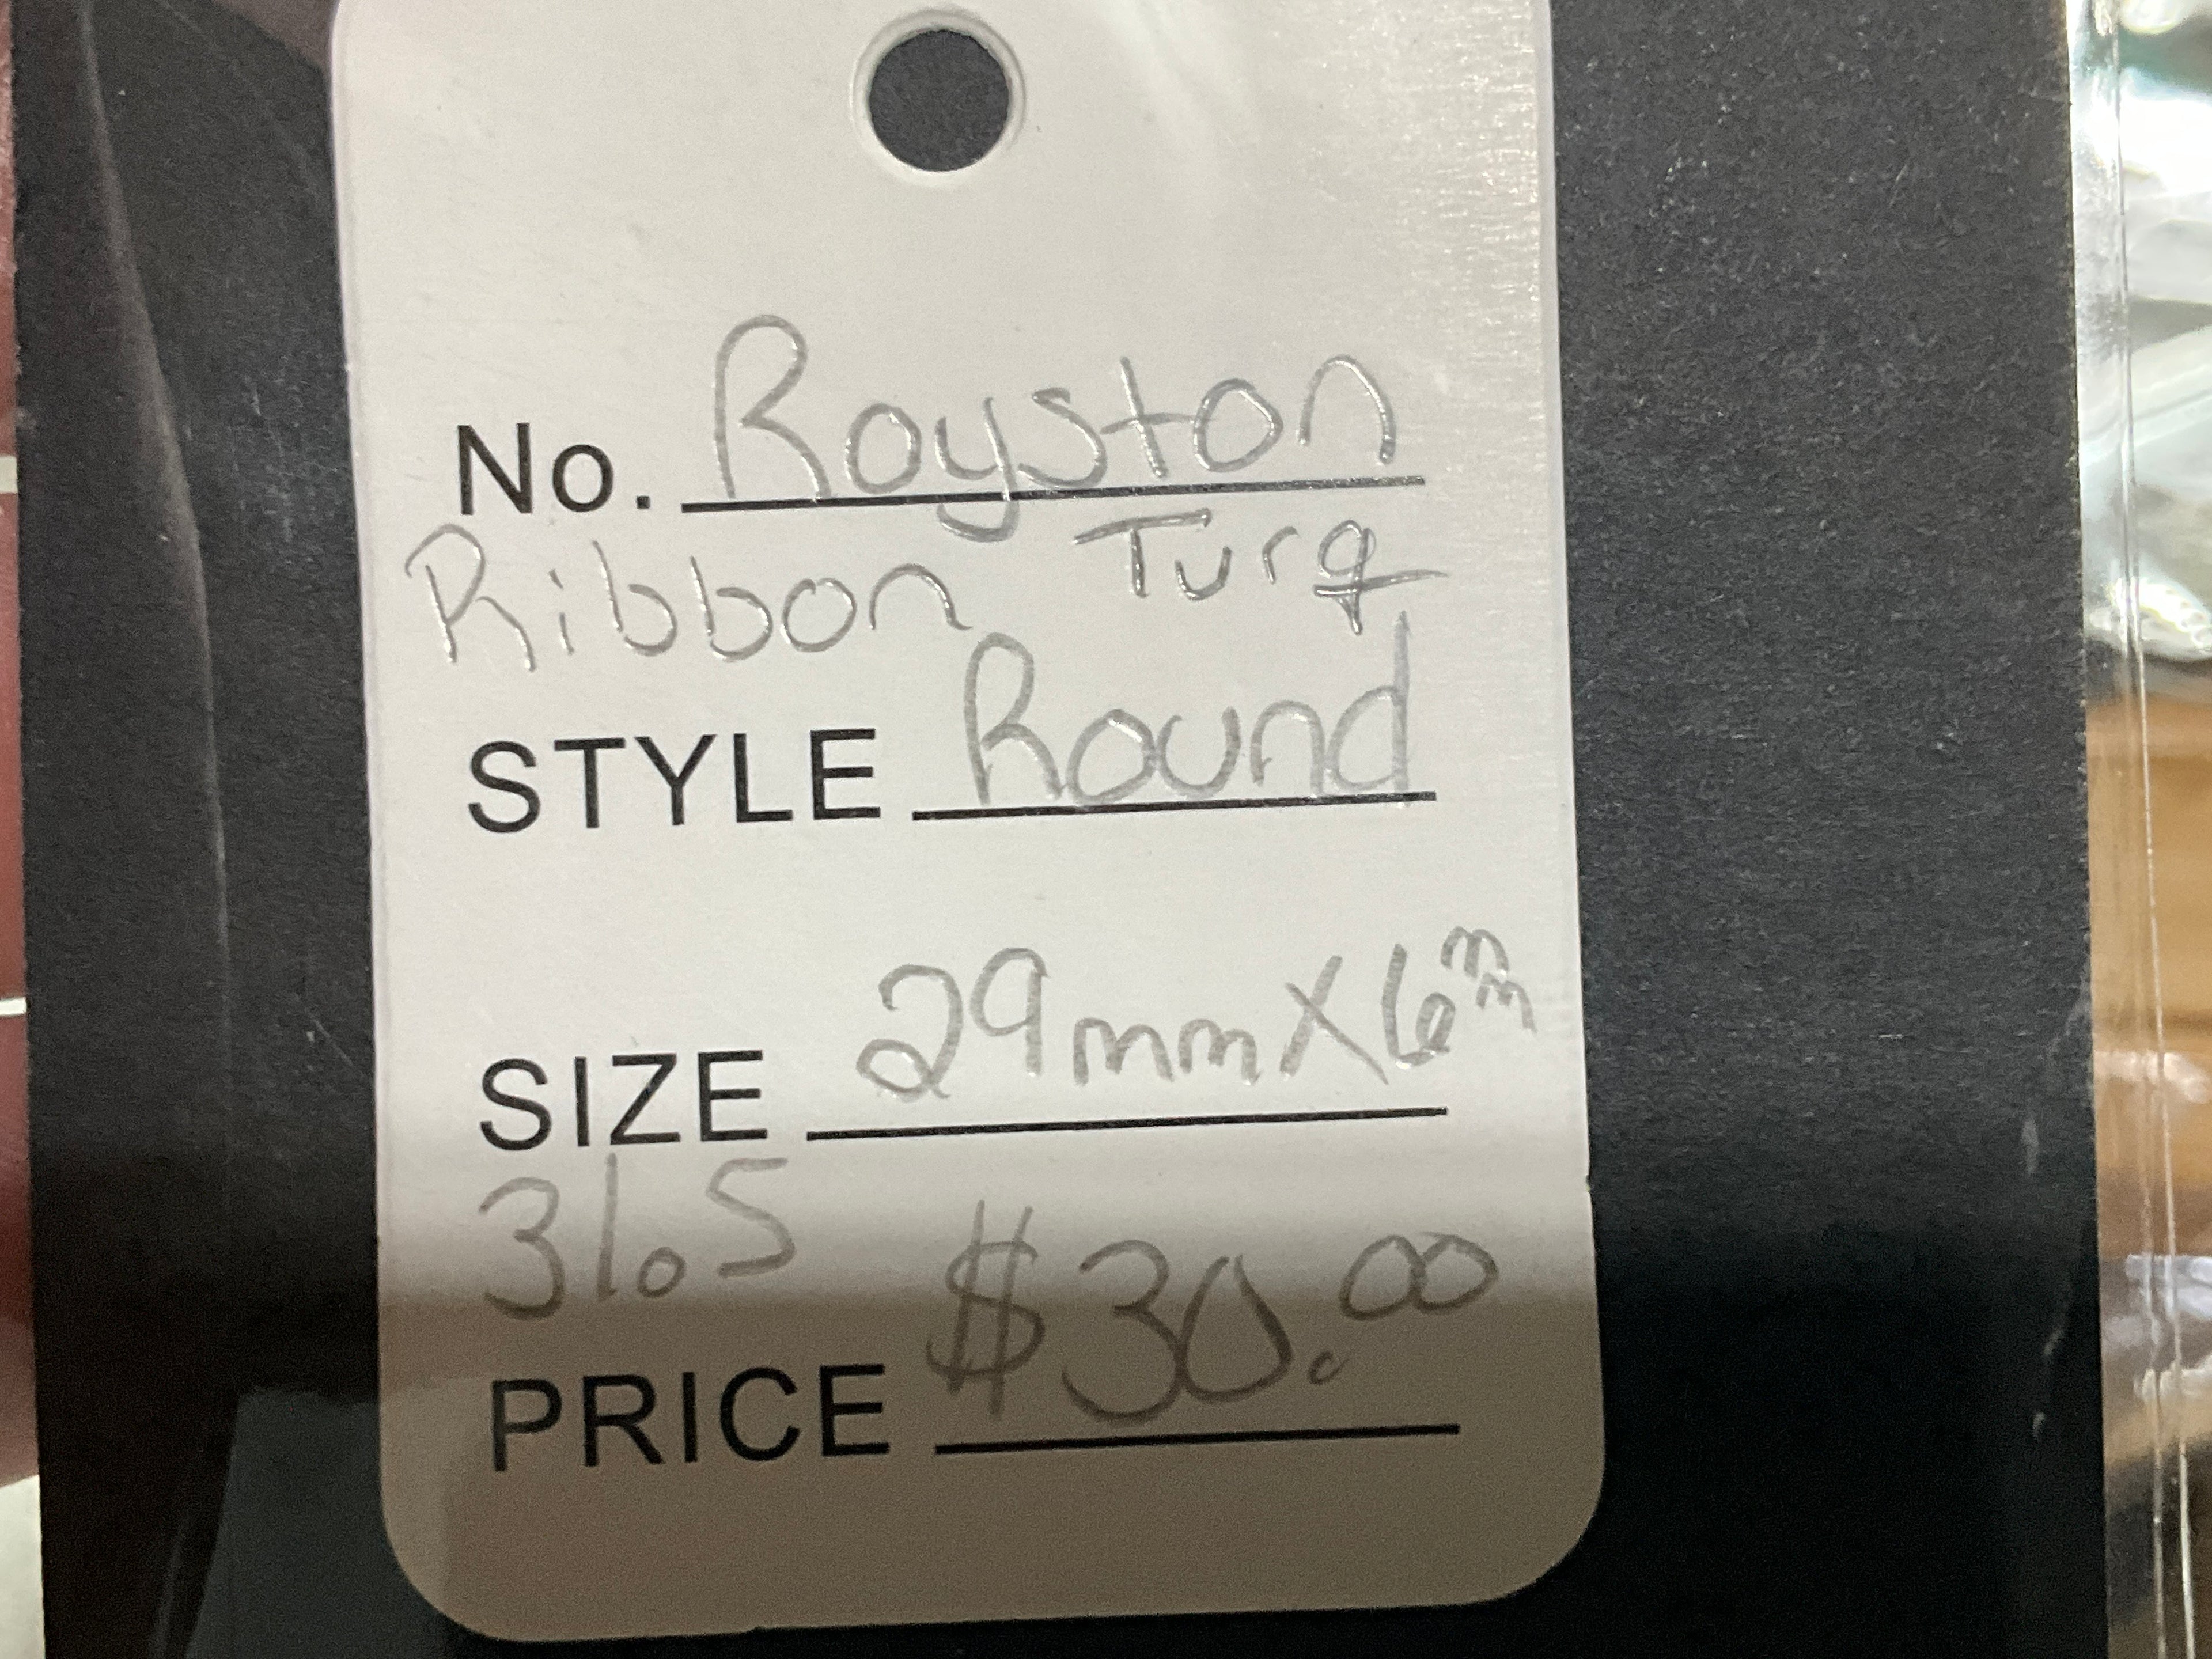 No. Royston
Ribbon Turq
STYLE Round
SIZE 29mm X 6mm
31.5
PRICE $30.00